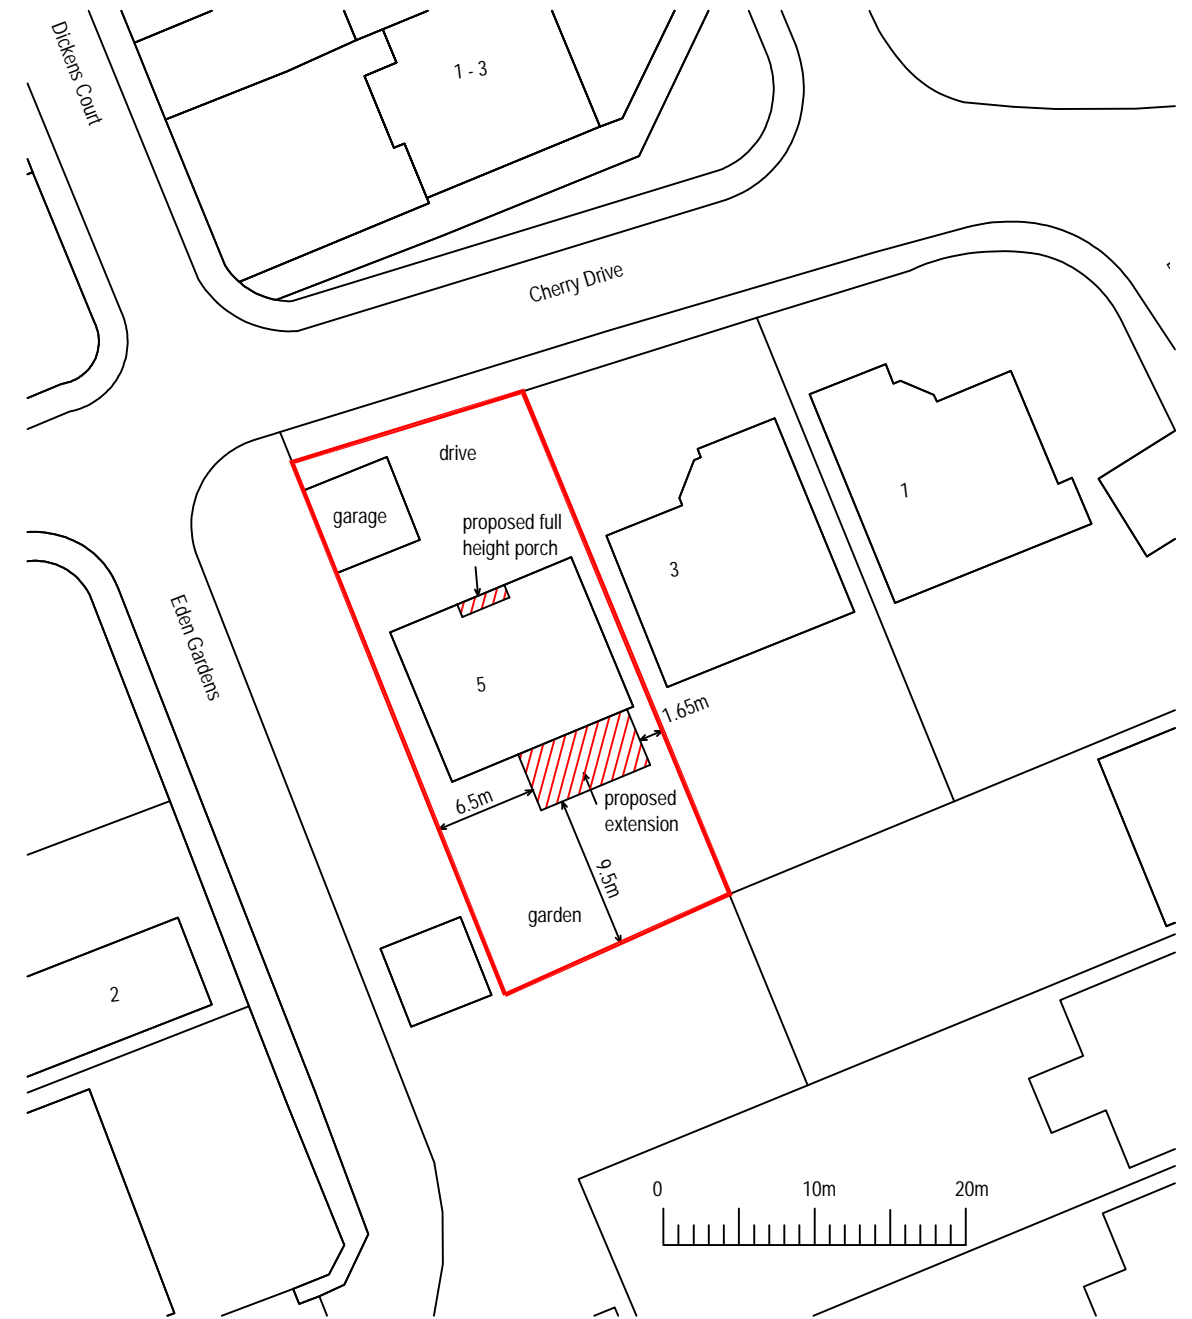 Dickens Court
1 - 3
Cherry Drive
drive
garage
proposed full
height porch
1
3
Eden Gardens
5
1.65m
6.5m
proposed
extension
9.5m
garden
2
0 10m 20m